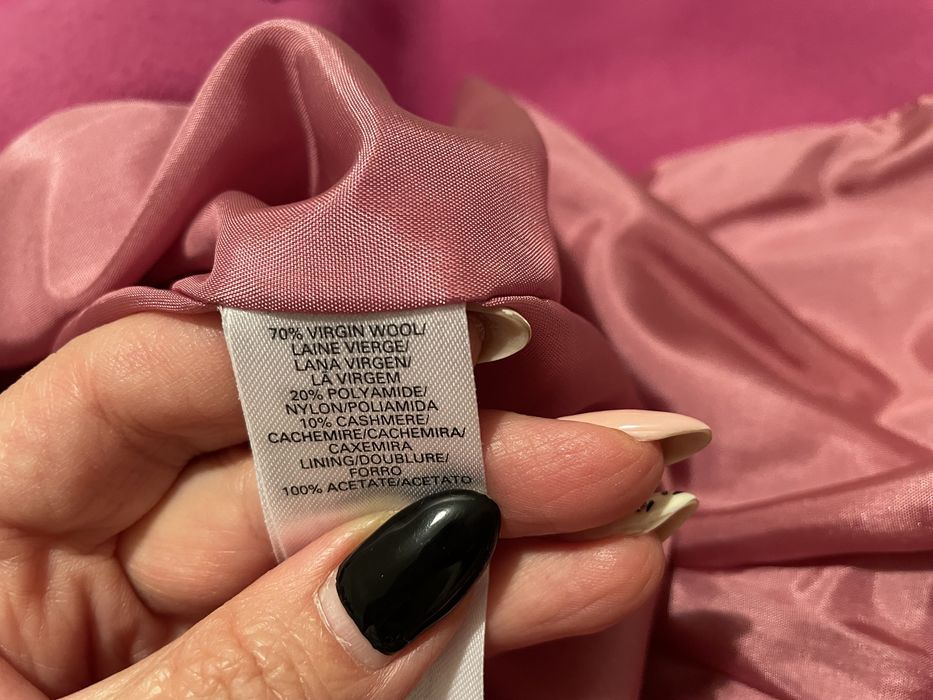 70% VIRGIN WOOL/
LAINE VIERGE/
LANA VIRGEN/
LÃ VIRGEM
20% POLYAMIDE/
NYLON/POLIAMIDA
10% CASHMERE/
CACHEMIRE/CACHEMIRA/
CAXEMIRA
LINING/DOUBLURE/
FORRO
100% ACETATE/ACETATO